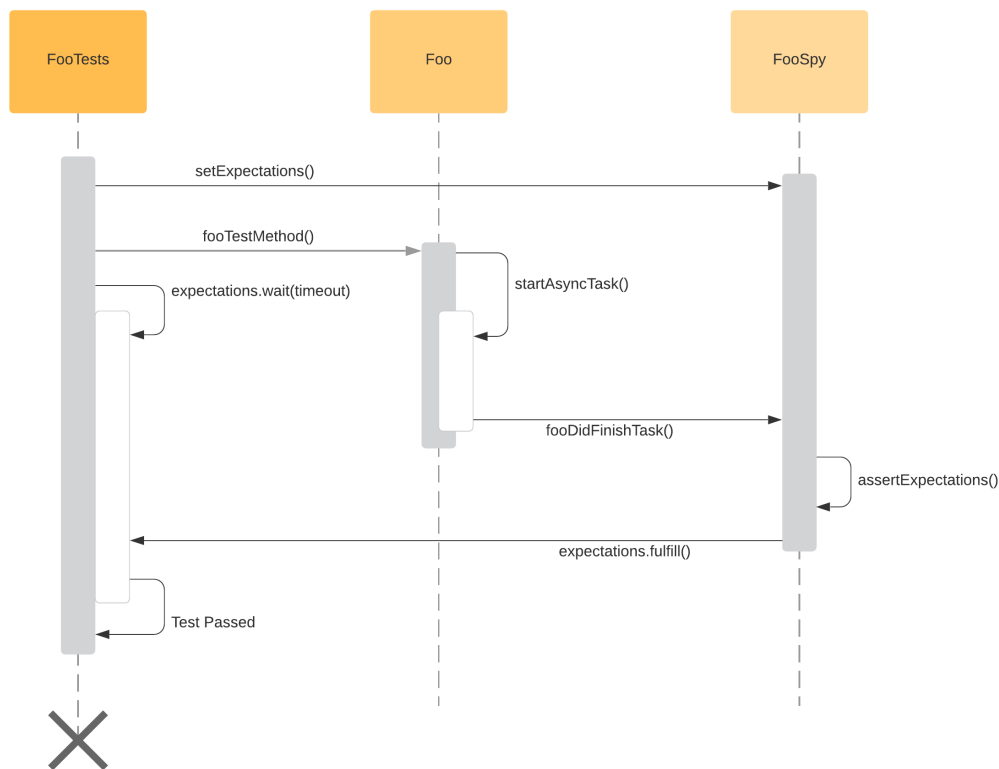 FooTests
Foo
FooSpy
setExpectations()
fooTestMethod()
startAsyncTask()
expectations.wait(timeout)
fooDidFinishTask()
assertExpectations()
expectations.fulfill()
Test Passed